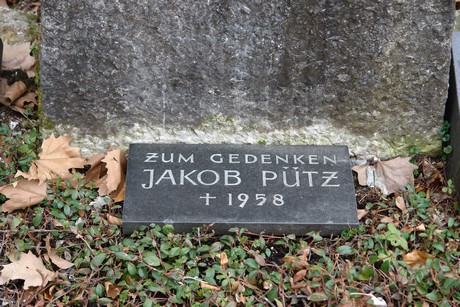 ZUM GEDENKEN
JAKOB PÜTZ
† 1958